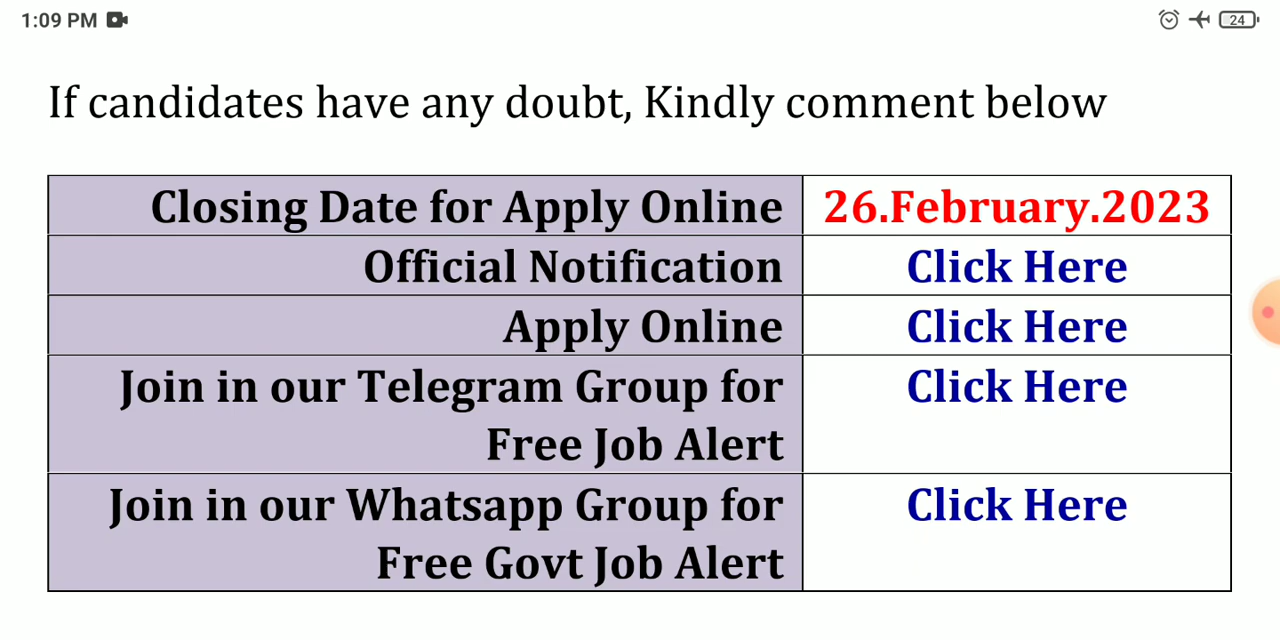 1:09 PM
24
If candidates have any doubt, Kindly comment below
Closing Date for Apply Online 26.February.2023
Official Notification Click Here
Apply Online Click Here
Join in our Telegram Group for Click Here
Free Job Alert
Join in our Whatsapp Group for Click Here
Free Govt Job Alert